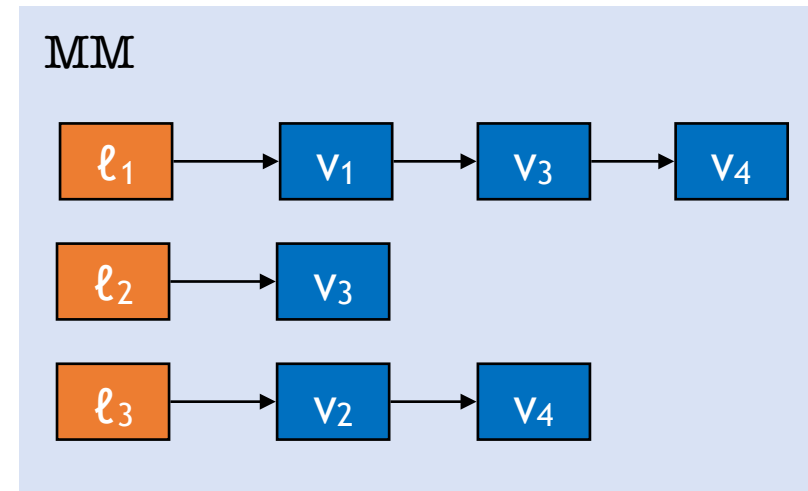 MM
ℓ₁ v₁ v₃ v₄
ℓ₂ v₃
ℓ₃ v₂ v₄